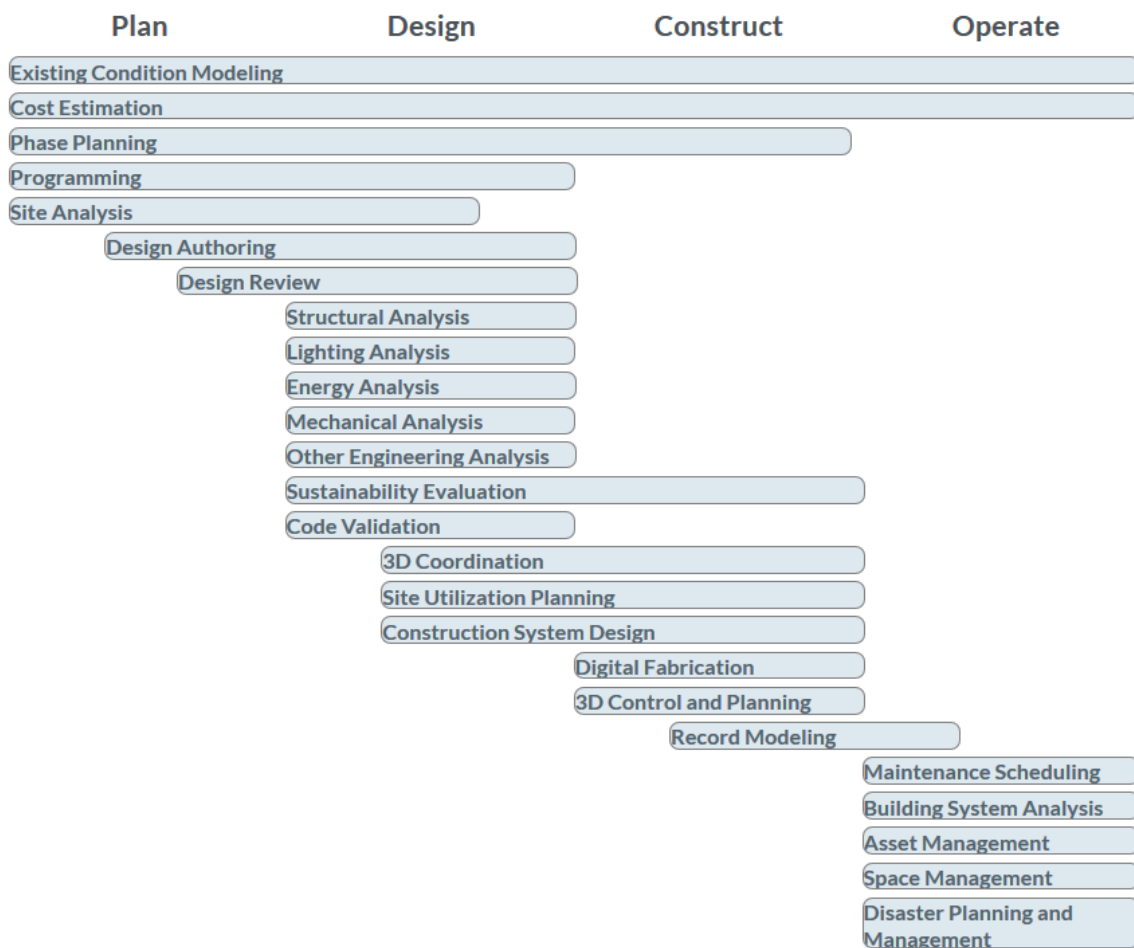 Plan Design Construct Operate
Existing Condition Modeling
Cost Estimation
Phase Planning
Programming
Site Analysis
Design Authoring
Design Review
Structural Analysis
Lighting Analysis
Energy Analysis
Mechanical Analysis
Other Engineering Analysis
Sustainability Evaluation
Code Validation
3D Coordination
Site Utilization Planning
Construction System Design
Digital Fabrication
3D Control and Planning
Record Modeling
Maintenance Scheduling
Building System Analysis
Asset Management
Space Management
Disaster Planning and
Management